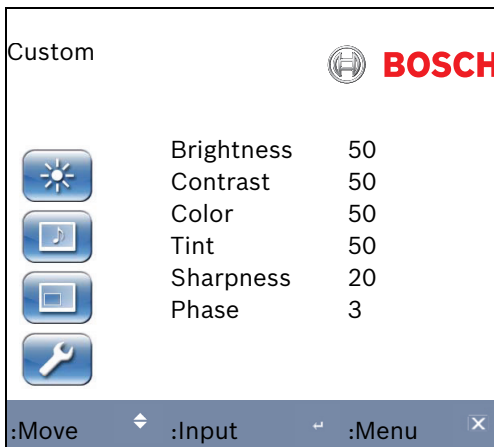 Custom
BOSCH
Brightness 50
Contrast 50
Color 50
Tint 50
Sharpness 20
Phase 3
:Move :Input :Menu